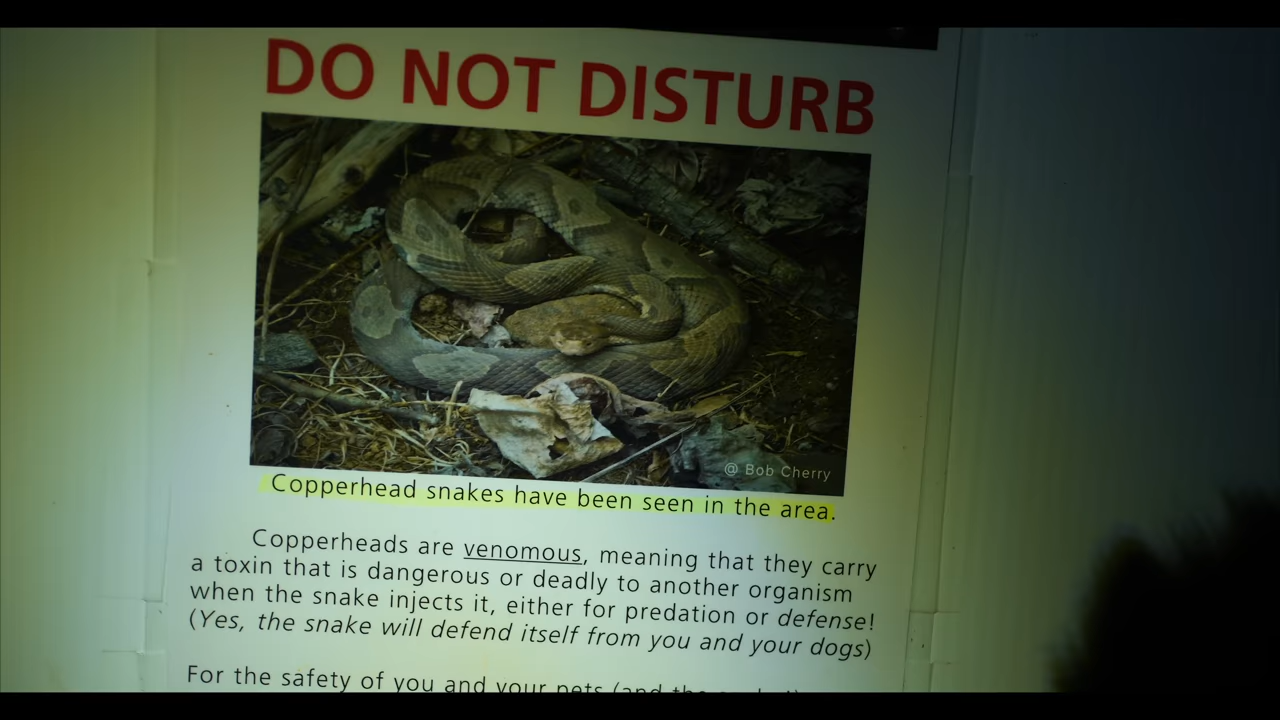 DO NOT DISTURB
@ Bob Cherry
Copperhead snakes have been seen in the area.
Copperheads are venomous, meaning that they carry
a toxin that is dangerous or deadly to another organism
when the snake injects it, either for predation or defense!
(Yes, the snake will defend itself from you and your dogs)
For the safety of you and your pets (and the